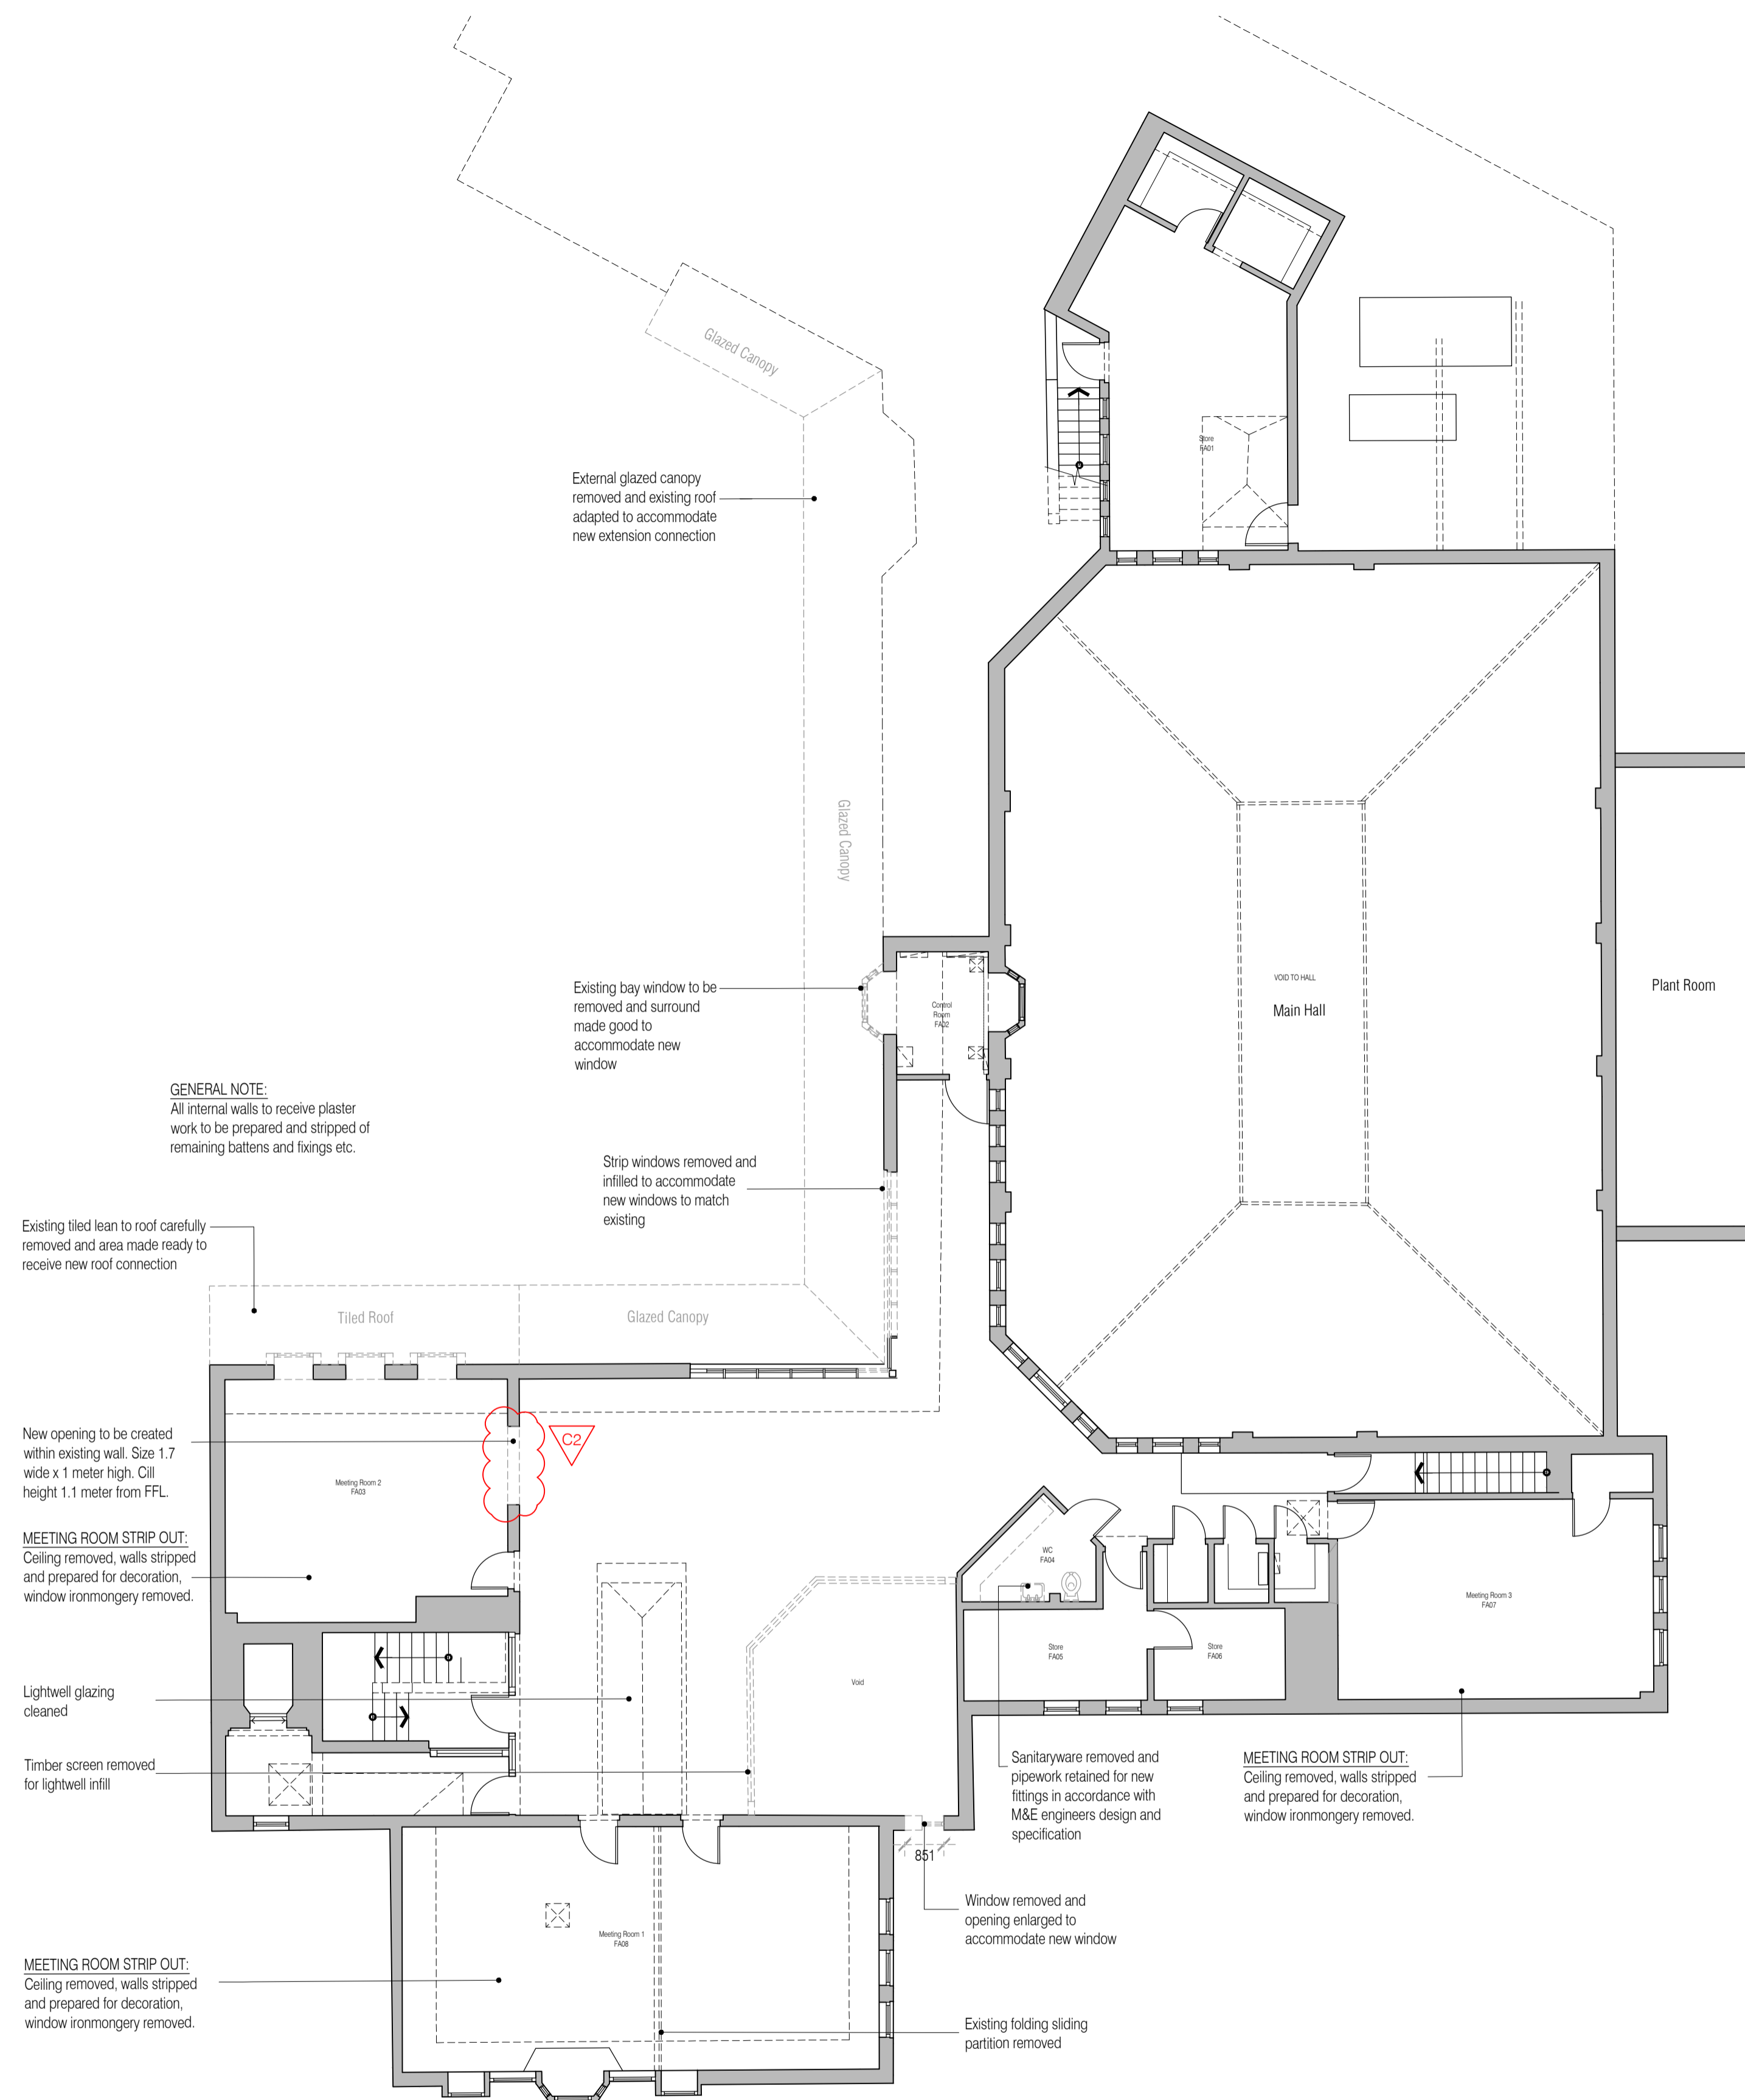 Glazed Canopy
External glazed canopy
removed and existing roof
adapted to accommodate
new extension connection
Store
FA01
Glazed Canopy
Existing bay window to be
removed and surround
made good to
accommodate new
window
Control
Room
FA02
VOID TO HALL
Main Hall
Plant Room
GENERAL NOTE:
All internal walls to receive plaster
work to be prepared and stripped of
remaining battens and fixings etc.
Strip windows removed and
infilled to accommodate
new windows to match
existing
Existing tiled lean to roof carefully
removed and area made ready to
receive new roof connection
Tiled Roof
Glazed Canopy
New opening to be created
within existing wall. Size 1.7
wide x 1 meter high. Cill
height 1.1 meter from FFL.
C2
Meeting Room 2
FA03
MEETING ROOM STRIP OUT:
Ceiling removed, walls stripped
and prepared for decoration,
window ironmongery removed.
WC
FA04
Meeting Room 3
FA07
Store
FA05
Store
FA06
Void
Lightwell glazing
cleaned
Timber screen removed
for lightwell infill
Sanitaryware removed and
pipework retained for new
fittings in accordance with
M&E engineers design and
specification
MEETING ROOM STRIP OUT:
Ceiling removed, walls stripped
and prepared for decoration,
window ironmongery removed.
851
Window removed and
opening enlarged to
accommodate new window
Meeting Room 1
FA08
MEETING ROOM STRIP OUT:
Ceiling removed, walls stripped
and prepared for decoration,
window ironmongery removed.
Existing folding sliding
partition removed